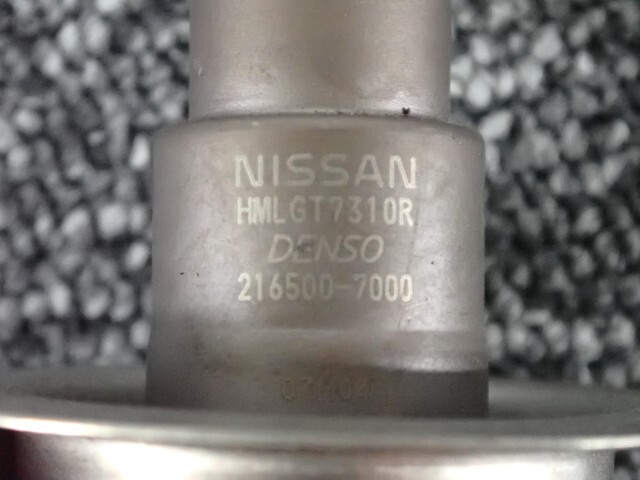 NISSAN
HMLGT7310R
DENSO
216500-7000